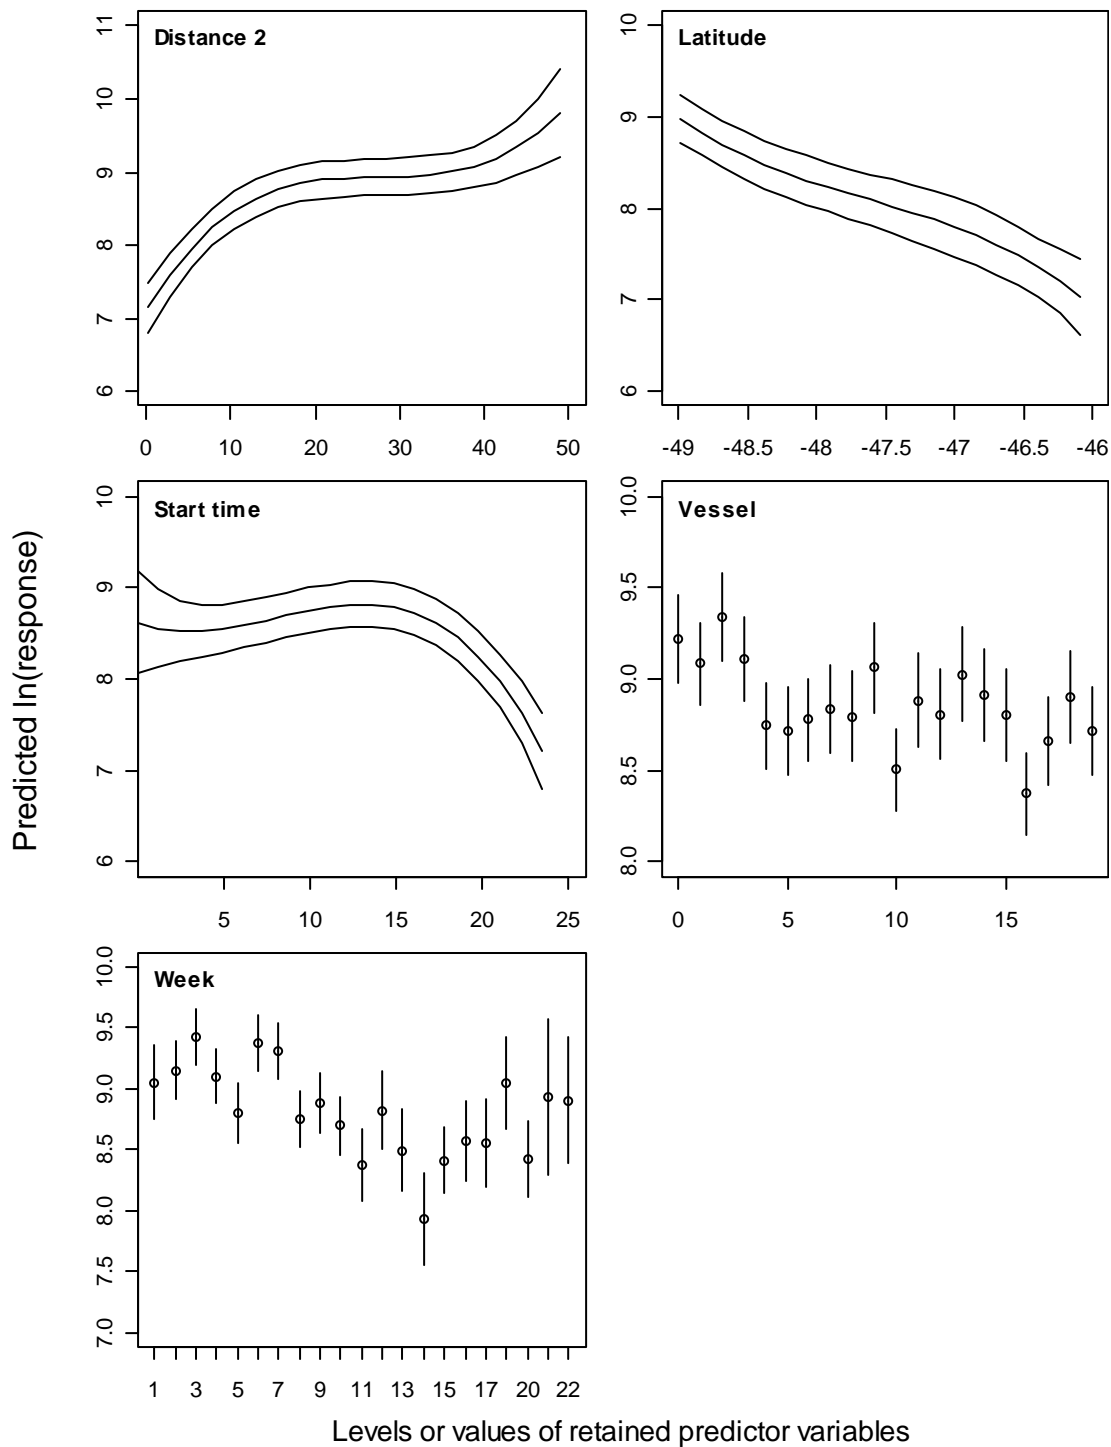 Predicted ln(response)
Distance 2
6 7 8 9 10 11
0 10 20 30 40 50
Latitude
6 7 8 9 10
-49 -48.5 -48 -47.5 -47 -46.5 -46
Start time
6 7 8 9 10
5 10 15 20 25
Vessel
8.0 8.5 9.0 9.5 10.0
0 5 10 15
Week
7.0 7.5 8.0 8.5 9.0 9.5 10.0
1 3 5 7 9 11 13 15 17 20 22
Levels or values of retained predictor variables